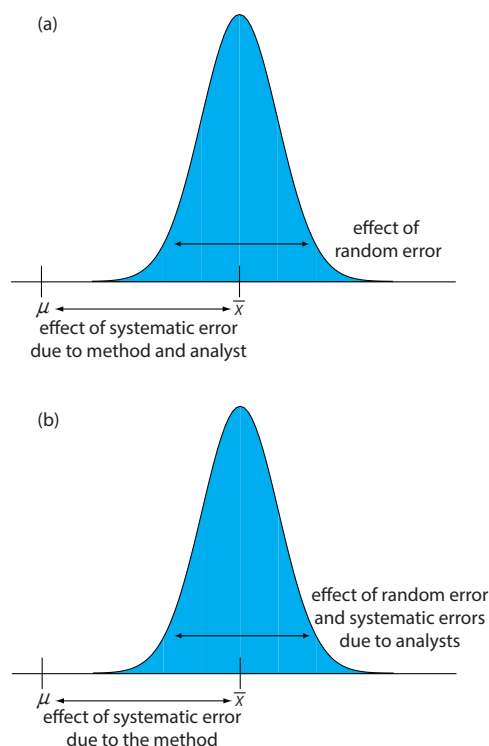 (a)
effect of
random error
μ
x̅
effect of systematic error
due to method and analyst
(b)
effect of random error
and systematic errors
due to analysts
μ
x̅
effect of systematic error
due to the method